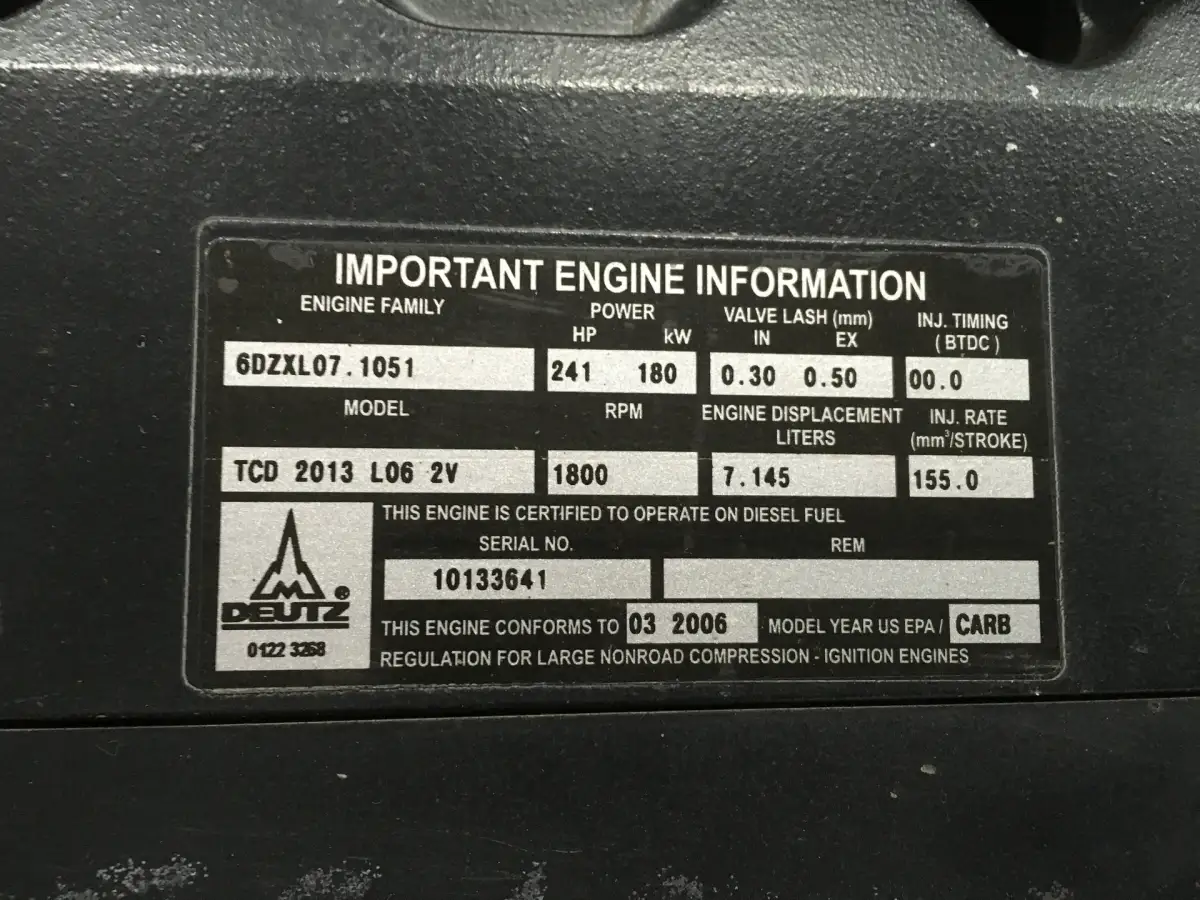 IMPORTANT ENGINE INFORMATION
ENIGINE FAMILY POWER VALVE LASH (mm) INJ. TIMING
HP kW IN EX ( BTDC )
6DZXL07.1051 241 180 0.30 0.50 00.0
MODEL RPM ENGINE DISPLACEMENT INJ. RATE
LITERS (mm³/STROKE)
TCD 2013 L06 2V 1800 7.145 155.0
THIS ENGINE IS CERTIFIED TO OPERATE ON DIESEL FUEL
SERIAL NO. REM
10133641
DEUTZ ®
0122 3268
THIS ENGINE CONFORMS TO 03 2006 MODEL YEAR US EPA / CARB
REGULATION FOR LARGE NONROAD COMPRESSION - IGNITION ENGINES